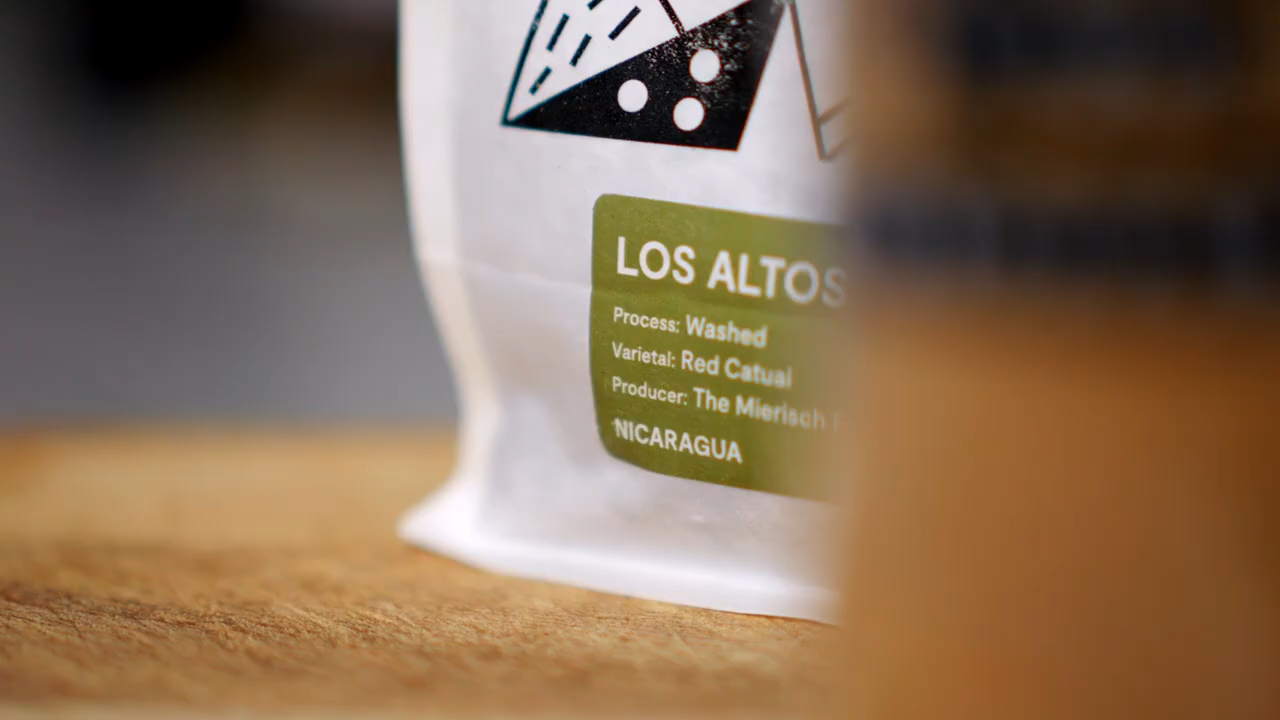 LOS ALTOS
Process: Washed
Varietal: Red Catual
Producer: The Mierisch
NICARAGUA